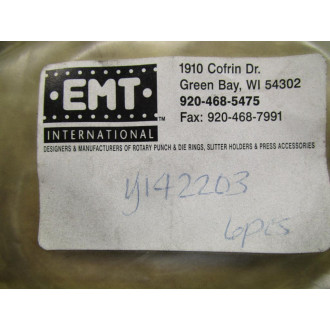 1910 Cofrin Dr.
Green Bay, WI 54302
920-468-5475
Fax: 920-468-7991
·EMT·
INTERNATIONAL
DESIGNERS & MANUFACTURERS OF ROTARY PUNCH & DIE RINGS, SLITTER HOLDERS & PRESS ACCESSORIES
Y142203
6pcs